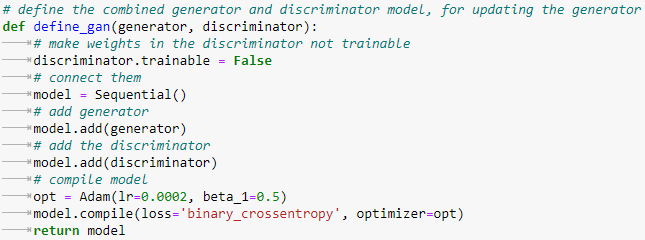 # define the combined generator and discriminator model, for updating the generator
def define_gan(generator, discriminator):
# make weights in the discriminator not trainable
discriminator.trainable = False
# connect them
model = Sequential()
# add generator
model.add(generator)
# add the discriminator
model.add(discriminator)
# compile model
opt = Adam(lr=0.0002, beta_1=0.5)
model.compile(loss='binary_crossentropy', optimizer=opt)
return model